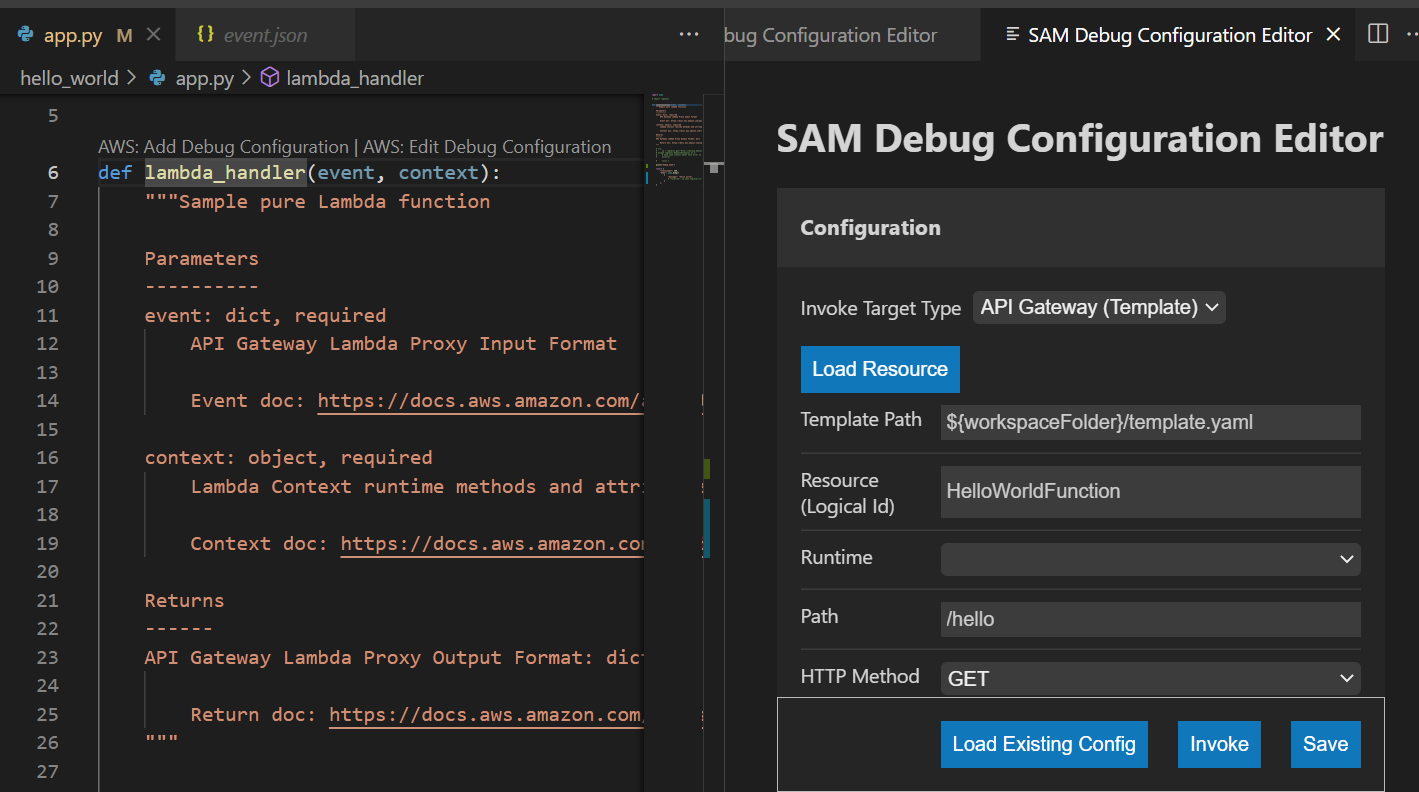 app.py M
{} event.json
bug Configuration Editor
SAM Debug Configuration Editor
hello_world > app.py > lambda_handler
5
AWS: Add Debug Configuration | AWS: Edit Debug Configuration
6 def lambda_handler(event, context):
7 """Sample pure Lambda function
8
9 Parameters
10 ----------
11 event: dict, required
12 API Gateway Lambda Proxy Input Format
13
14 Event doc: https://docs.aws.amazon.com/
15
16 context: object, required
17 Lambda Context runtime methods and attri
18
19 Context doc: https://docs.aws.amazon.com
20
21 Returns
22 ------
23 API Gateway Lambda Proxy Output Format: dict
24
25 Return doc: https://docs.aws.amazon.com/
26 """
27
SAM Debug Configuration Editor
Configuration
Invoke Target Type API Gateway (Template)
Load Resource
Template Path ${workspaceFolder}/template.yaml
Resource
(Logical Id)
HelloWorldFunction
Runtime
Path /hello
HTTP Method GET
Load Existing Config Invoke Save